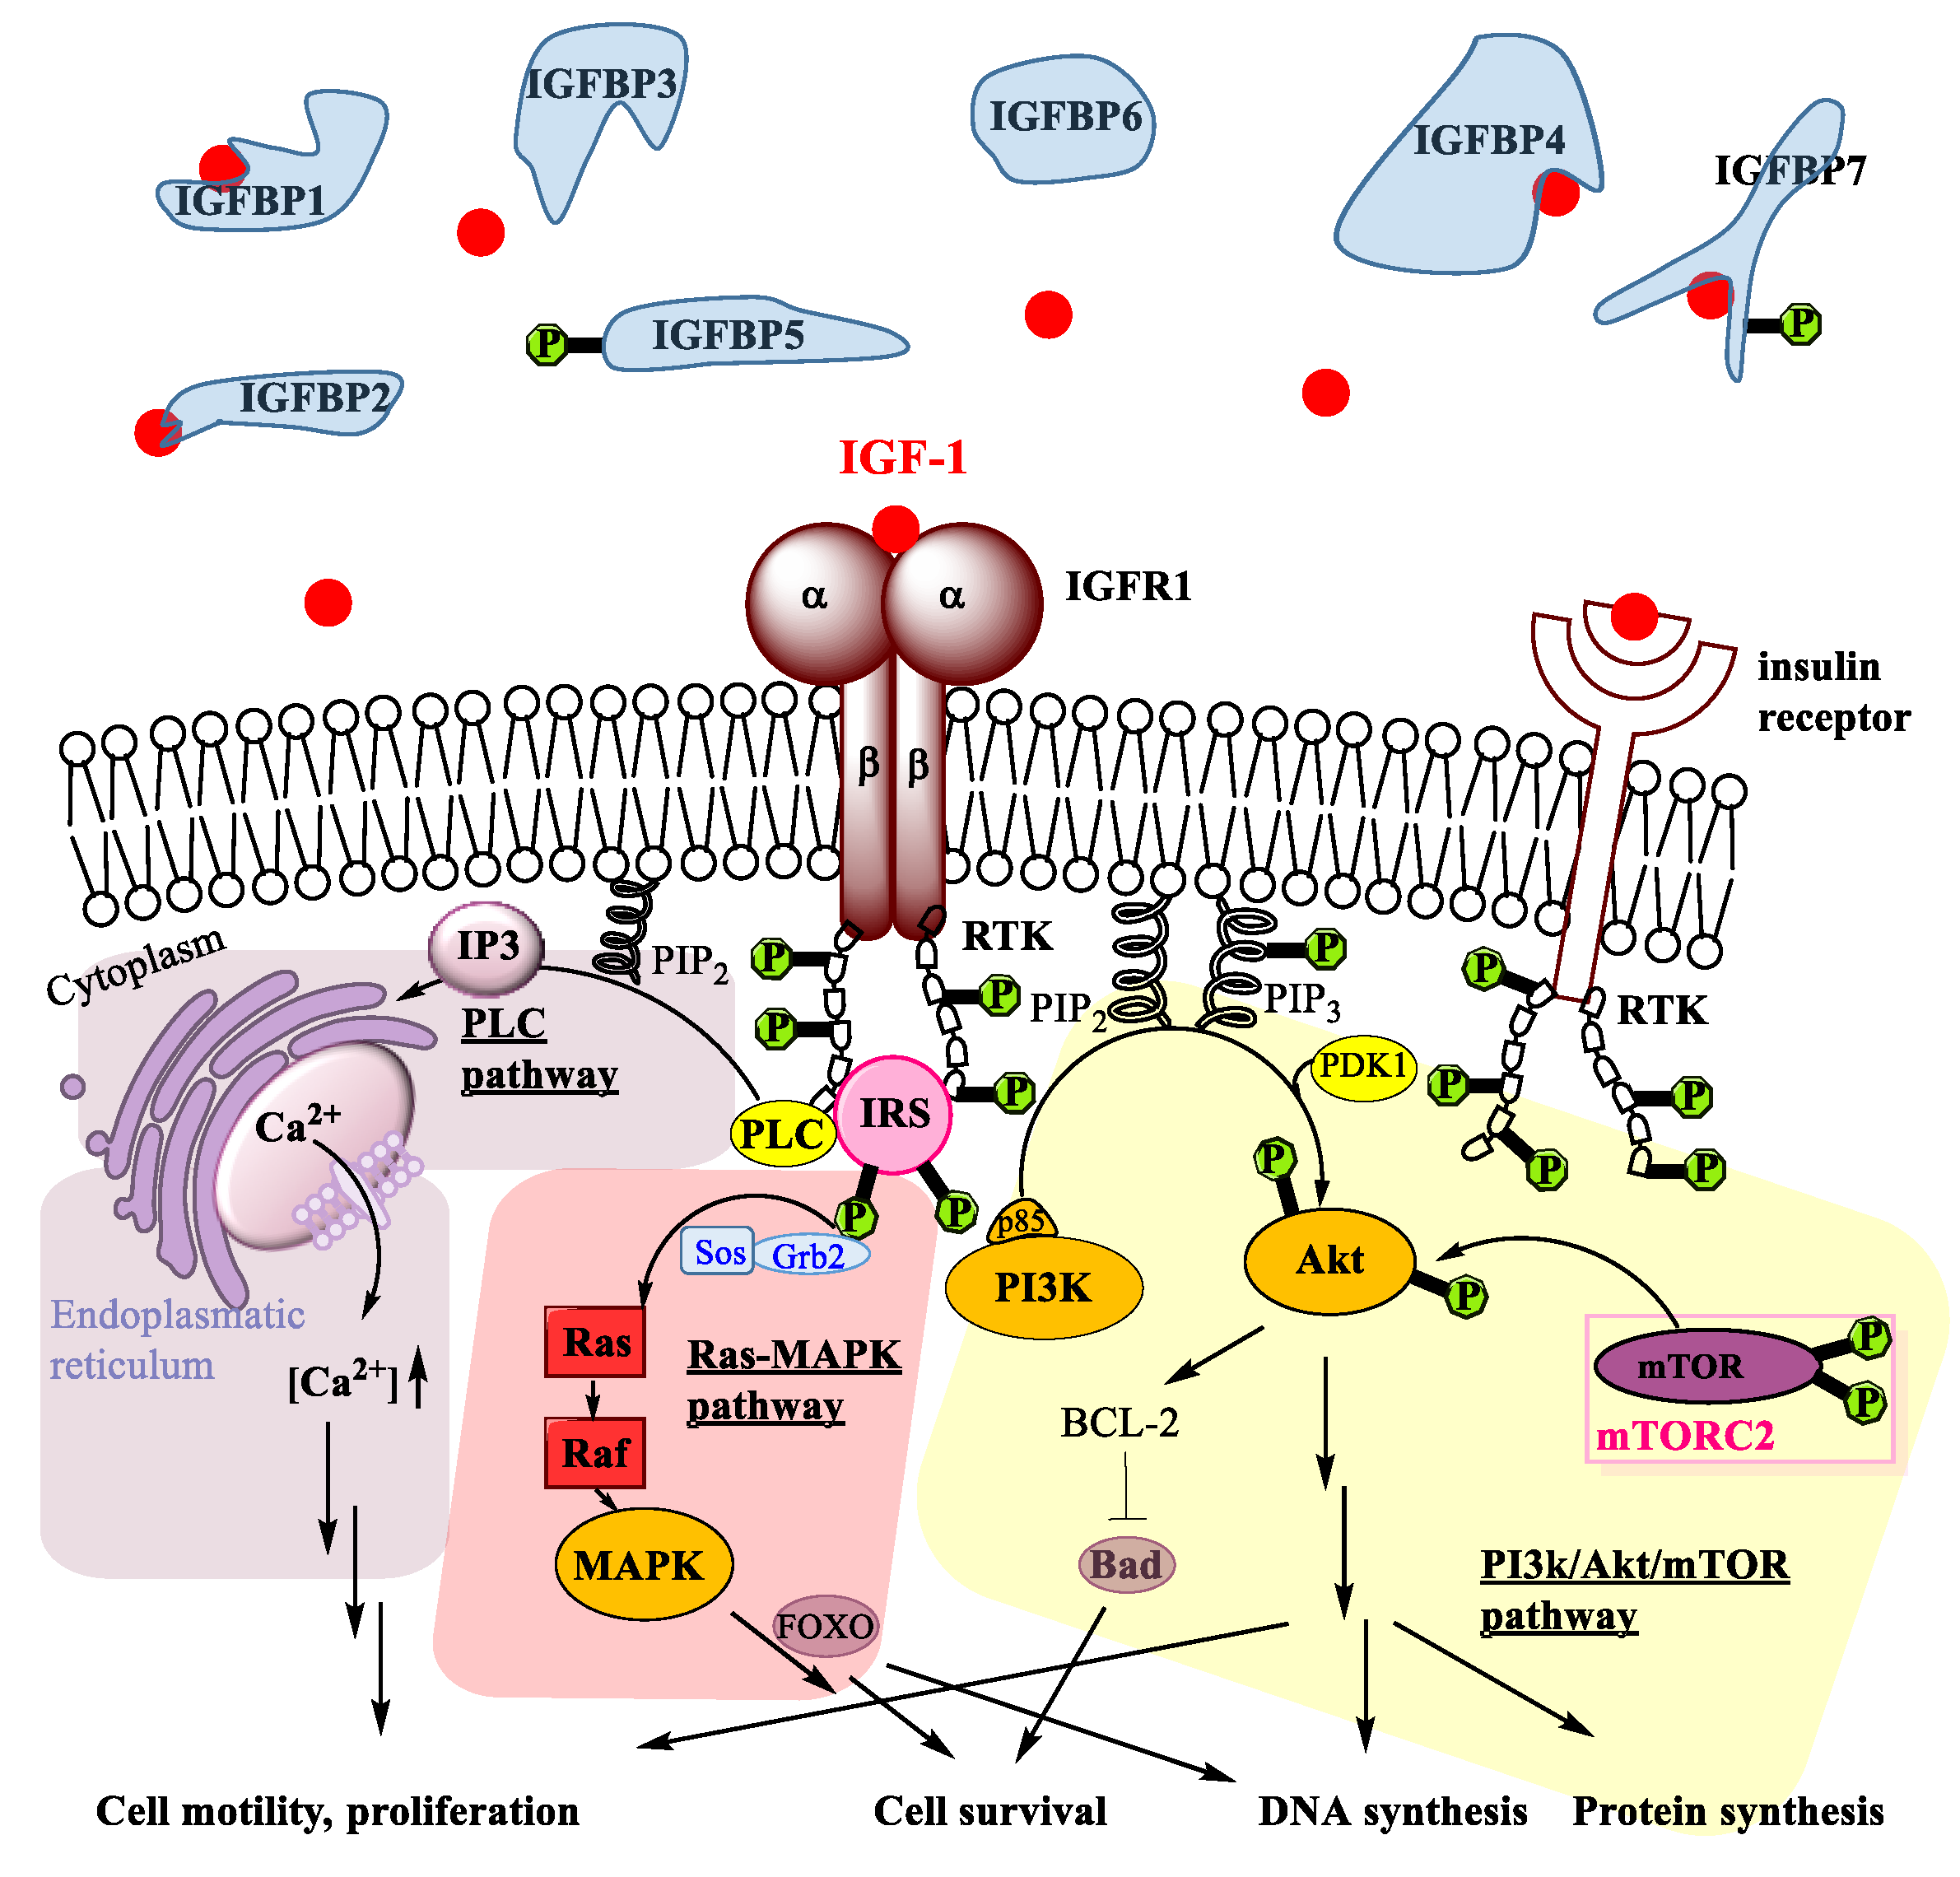 IGFBP3
IGFBP6
IGFBP4
IGFBP7
IGFBP1
P
IGFBP5
P
IGFBP2
IGF-1
α
α
IGFR1
insulin
receptor
β
β
Cytoplasm
IP3
PIP2
P
RTK
P
PIP2
P
PIP3
P
RTK
PLC
pathway
P
PDK1
P
P
P
Ca2+
PLC
IRS
P
P
P
P
P
p85
Sos
Grb2
PI3K
Akt
P
Endoplasmatic
reticulum
Ras
Ras-MAPK
pathway
mTOR
P
P
mTORC2
[Ca2+]
BCL-2
Raf
MAPK
Bad
PI3k/Akt/mTOR
pathway
FOXO
Cell motility, proliferation
Cell survival
DNA synthesis
Protein synthesis